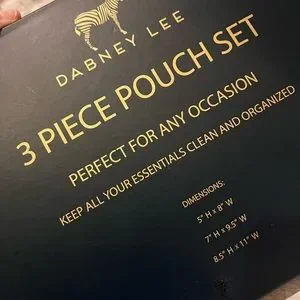 DABNEY LEE
3 PIECE POUCH SET
PERFECT FOR ANY OCCASION
KEEP ALL YOUR ESSENTIALS CLEAN AND ORGANIZED
DIMENSIONS:
5" H x 8" W
7" H x 9.5" W
8.5" H x 11" W